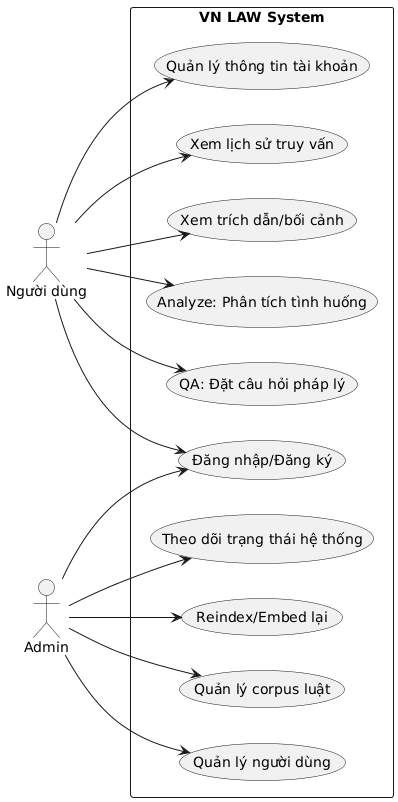 VN LAW System
Quản lý thông tin tài khoản
Xem lịch sử truy vấn
Xem trích dẫn/bối cảnh
Người dùng
Analyze: Phân tích tình huống
QA: Đặt câu hỏi pháp lý
Đăng nhập/Đăng ký
Theo dõi trạng thái hệ thống
Reindex/Embed lại
Admin
Quản lý corpus luật
Quản lý người dùng